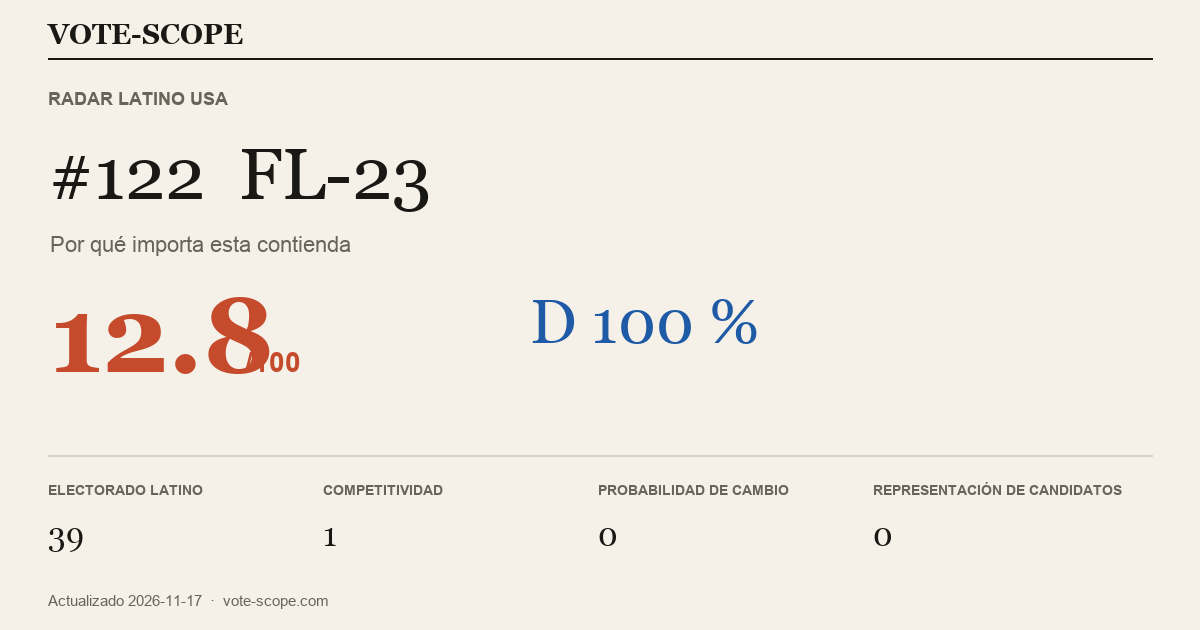 VOTE-SCOPE
RADAR LATINO USA
#122 FL-23
Por qué importa esta contienda
12.8/100
D 100 %
ELECTORADO LATINO
39
COMPETITIVIDAD
1
PROBABILIDAD DE CAMBIO
0
REPRESENTACIÓN DE CANDIDATOS
0
Actualizado 2026-11-17 · vote-scope.com